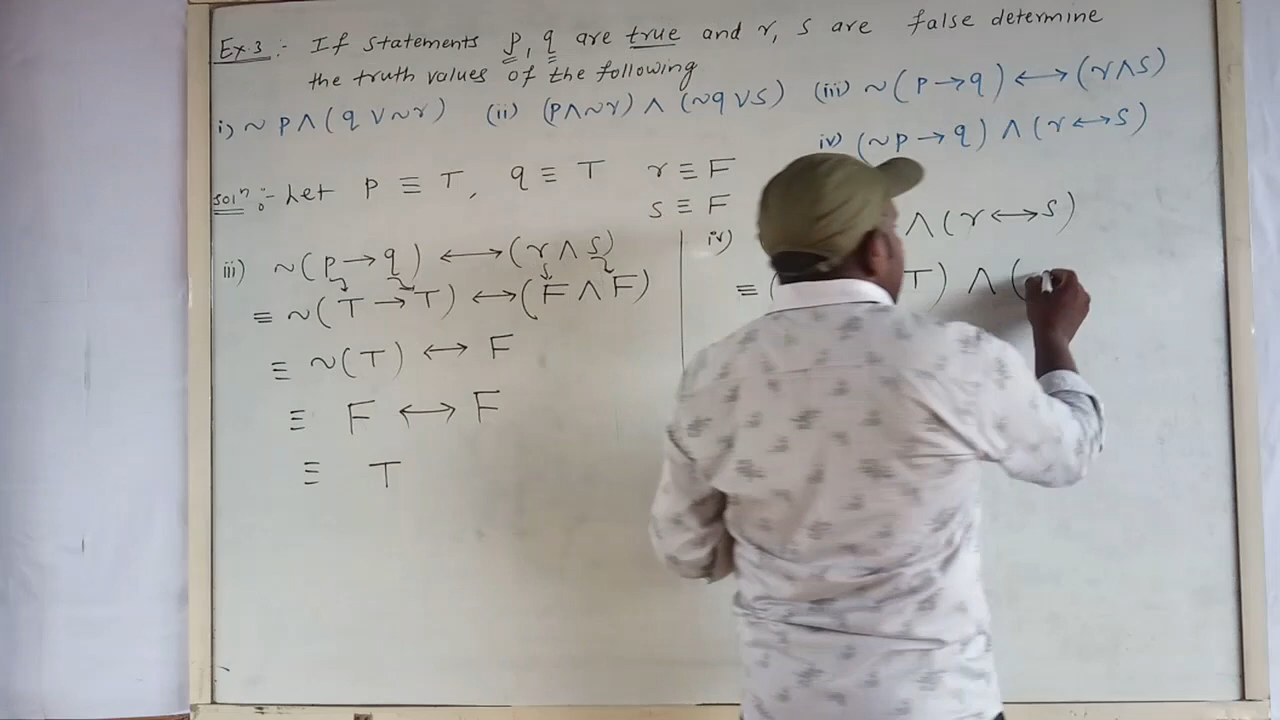 Ex.3 :- If statements p, q are true and r, s are false determine
the truth values of the following
i) ~p∧(q∨~r) (ii) (p∧~r)∧(~q∨s) (iii) ~(p→q)⟷(r∧s)
iv) (~p→q)∧(r⟷s)
soln :- Let p ≡ T, q ≡ T r ≡ F
s ≡ F
iii) ~(p→q) ⟷ (r∧s)
≡ ~(T→T) ⟷ (F∧F)
≡ ~(T) ⟷ F
≡ F ⟷ F
≡ T
iv) ∧(r⟷s)
≡ ( T) ∧ (